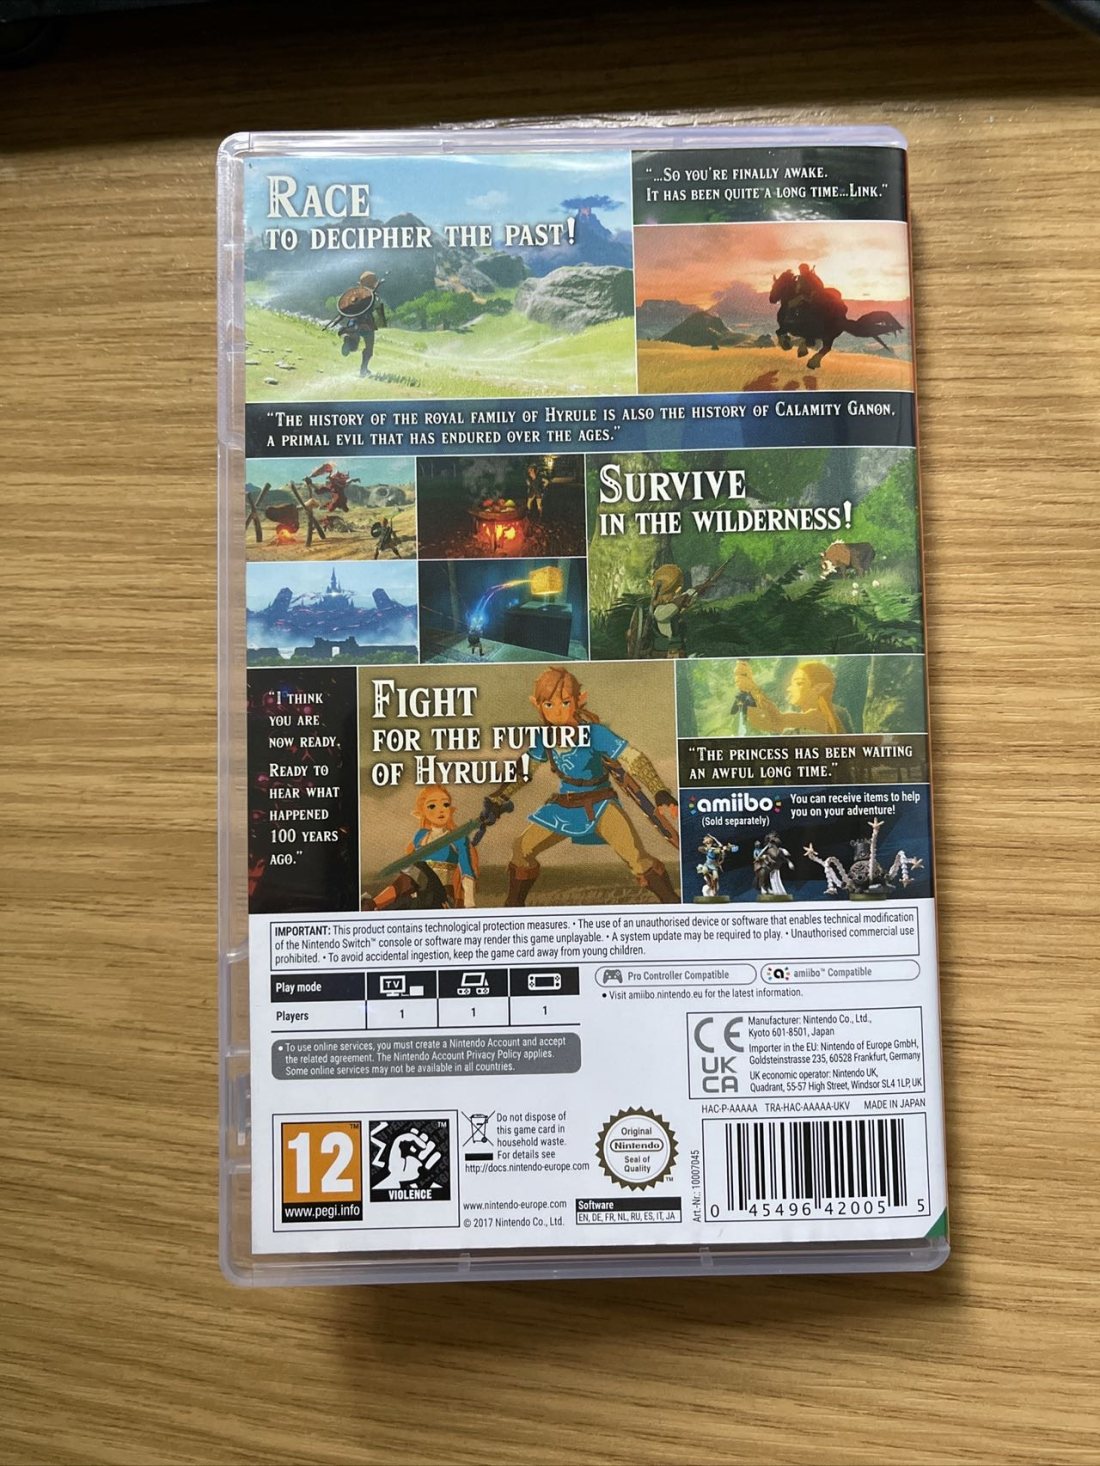 RACE
TO DECIPHER THE PAST!
"...SO YOU'RE FINALLY AWAKE.
IT HAS BEEN QUITE A LONG TIME...LINK."
"THE HISTORY OF THE ROYAL FAMILY OF HYRULE IS ALSO THE HISTORY OF CALAMITY GANON,
A PRIMAL EVIL THAT HAS ENDURED OVER THE AGES."
SURVIVE
IN THE WILDERNESS!
"I THINK
YOU ARE
NOW READY.
READY TO
HEAR WHAT
HAPPENED
100 YEARS
AGO."
FIGHT
FOR THE FUTURE
OF HYRULE!
"THE PRINCESS HAS BEEN WAITING
AN AWFUL LONG TIME."
amiibo
(Sold separately)
You can receive items to help
you on your adventure!
IMPORTANT: This product contains technological protection measures. • The use of an unauthorised device or software that enables technical modification
of the Nintendo Switch™ console or software may render this game unplayable. • A system update may be required to play. • Unauthorised commercial use
prohibited. • To avoid accidental ingestion, keep the game card away from young children.
Play mode
TV
Players
1
1
1
Pro Controller Compatible
amiibo™ Compatible
• Visit amiibo.nintendo.eu for the latest information.
• To use online services, you must create a Nintendo Account and accept
the related agreement. The Nintendo Account Privacy Policy applies.
Some online services may not be available in all countries.
CE
UK
CA
Manufacturer: Nintendo Co., Ltd.,
Kyoto 601-8501, Japan
Importer in the EU: Nintendo of Europe GmbH,
Goldsteinstrasse 235, 60528 Frankfurt, Germany
UK economic operator: Nintendo UK,
Quadrant, 55-57 High Street, Windsor SL4 1LP, UK
HAC-P-AAAAA TRA-HAC-AAAAA-UKV MADE IN JAPAN
12
™
www.pegi.info
™
VIOLENCE
Do not dispose of
this game card in
household waste.
For details see
http://docs.nintendo-europe.com
www.nintendo-europe.com
© 2017 Nintendo Co., Ltd.
Original
Nintendo
Seal of
Quality
™
Software
EN, DE, FR, NL, RU, ES, IT, JA
Art.-Nr.: 10007045
0 45496 42005 5